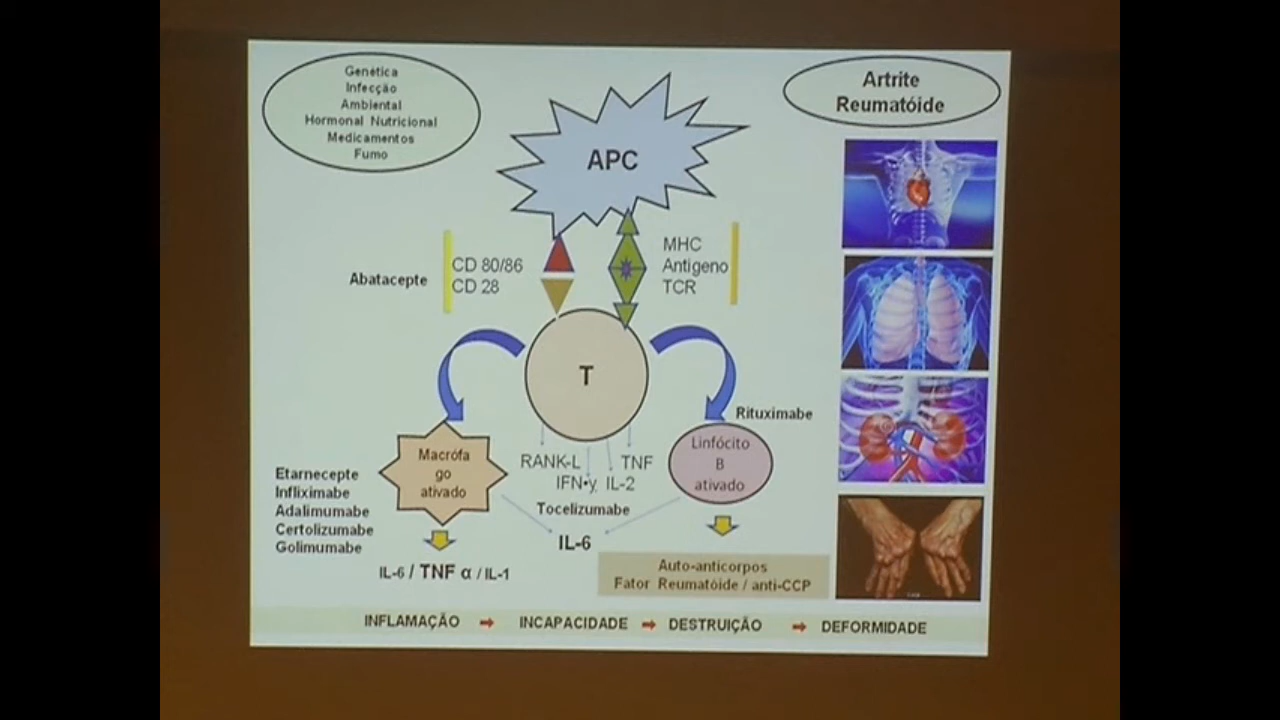 Genética
Infecção
Ambiental
Hormonal Nutricional
Medicamentos
Fumo
Artrite
Reumatóide
APC
Abatacepte
CD 80/86
CD 28
MHC
Antigeno
TCR
T
Rituximabe
Macrófa
go
ativado
RANK-L
TNF
IFN-γ
IL-2
Linfócito
B
ativado
Etarnecepte
Infliximabe
Adalimumabe
Certolizumabe
Golimumabe
Tocelizumabe
IL-6
IL-6 / TNF α / IL-1
Auto-anticorpos
Fator Reumatóide / anti-CCP
INFLAMAÇÃO
INCAPACIDADE
DESTRUIÇÃO
DEFORMIDADE